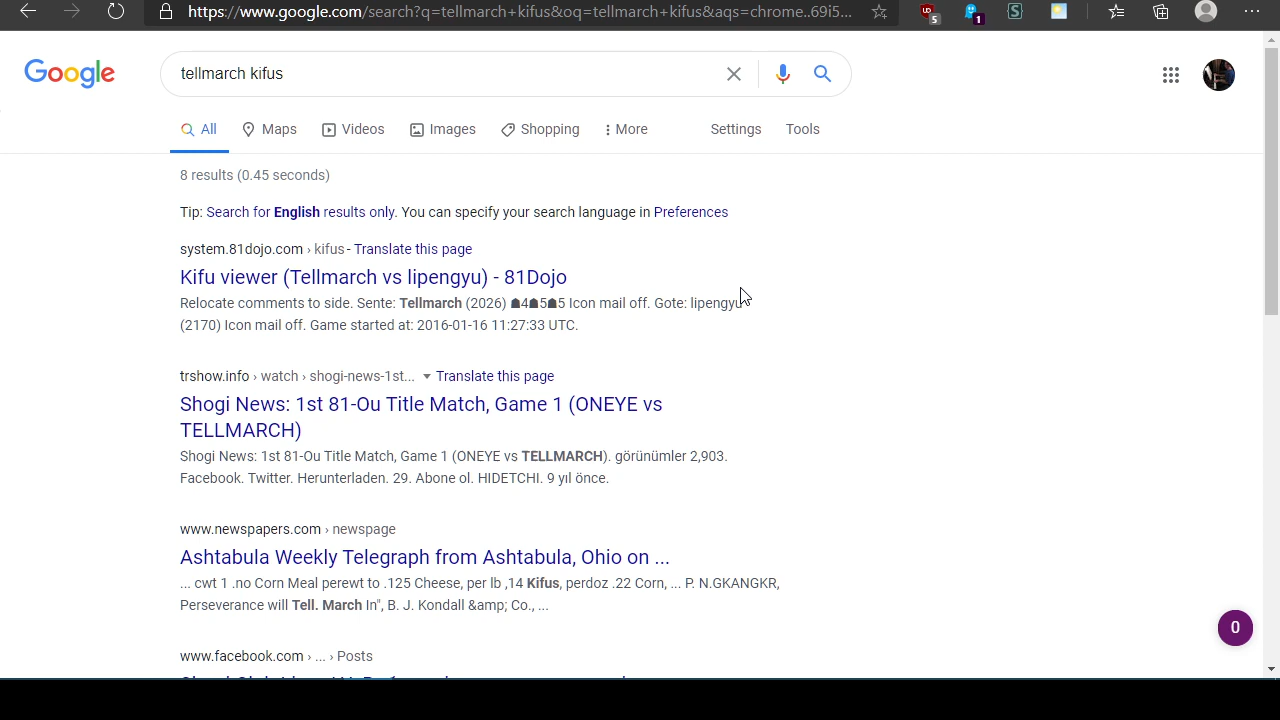 https://www.google.com/search?q=tellmarch+kifus&oq=tellmarch+kifus&aqs=chrome..69i5...
5
1
Google
tellmarch kifus
All
Maps
Videos
Images
Shopping
More
Settings
Tools
8 results (0.45 seconds)
Tip: Search for English results only. You can specify your search language in Preferences
system.81dojo.com › kifus - Translate this page
Kifu viewer (Tellmarch vs lipengyu) - 81Dojo
Relocate comments to side. Sente: Tellmarch (2026) ☗4☗5☗5 Icon mail off. Gote: lipengyu
(2170) Icon mail off. Game started at: 2016-01-16 11:27:33 UTC.
trshow.info › watch › shogi-news-1st... Translate this page
Shogi News: 1st 81-Ou Title Match, Game 1 (ONEYE vs
TELLMARCH)
Shogi News: 1st 81-Ou Title Match, Game 1 (ONEYE vs TELLMARCH). görünümler 2,903.
Facebook. Twitter. Herunterladen. 29. Abone ol. HIDETCHI. 9 yıl önce.
www.newspapers.com › newspage
Ashtabula Weekly Telegraph from Ashtabula, Ohio on ...
... cwt 1 .no Corn Meal perewt to .125 Cheese, per lb ,14 Kifus, perdoz .22 Corn, ... P. N.GKANGKR,
Perseverance will Tell. March In", B. J. Kondall &amp; Co., ...
0
www.facebook.com › ... › Posts